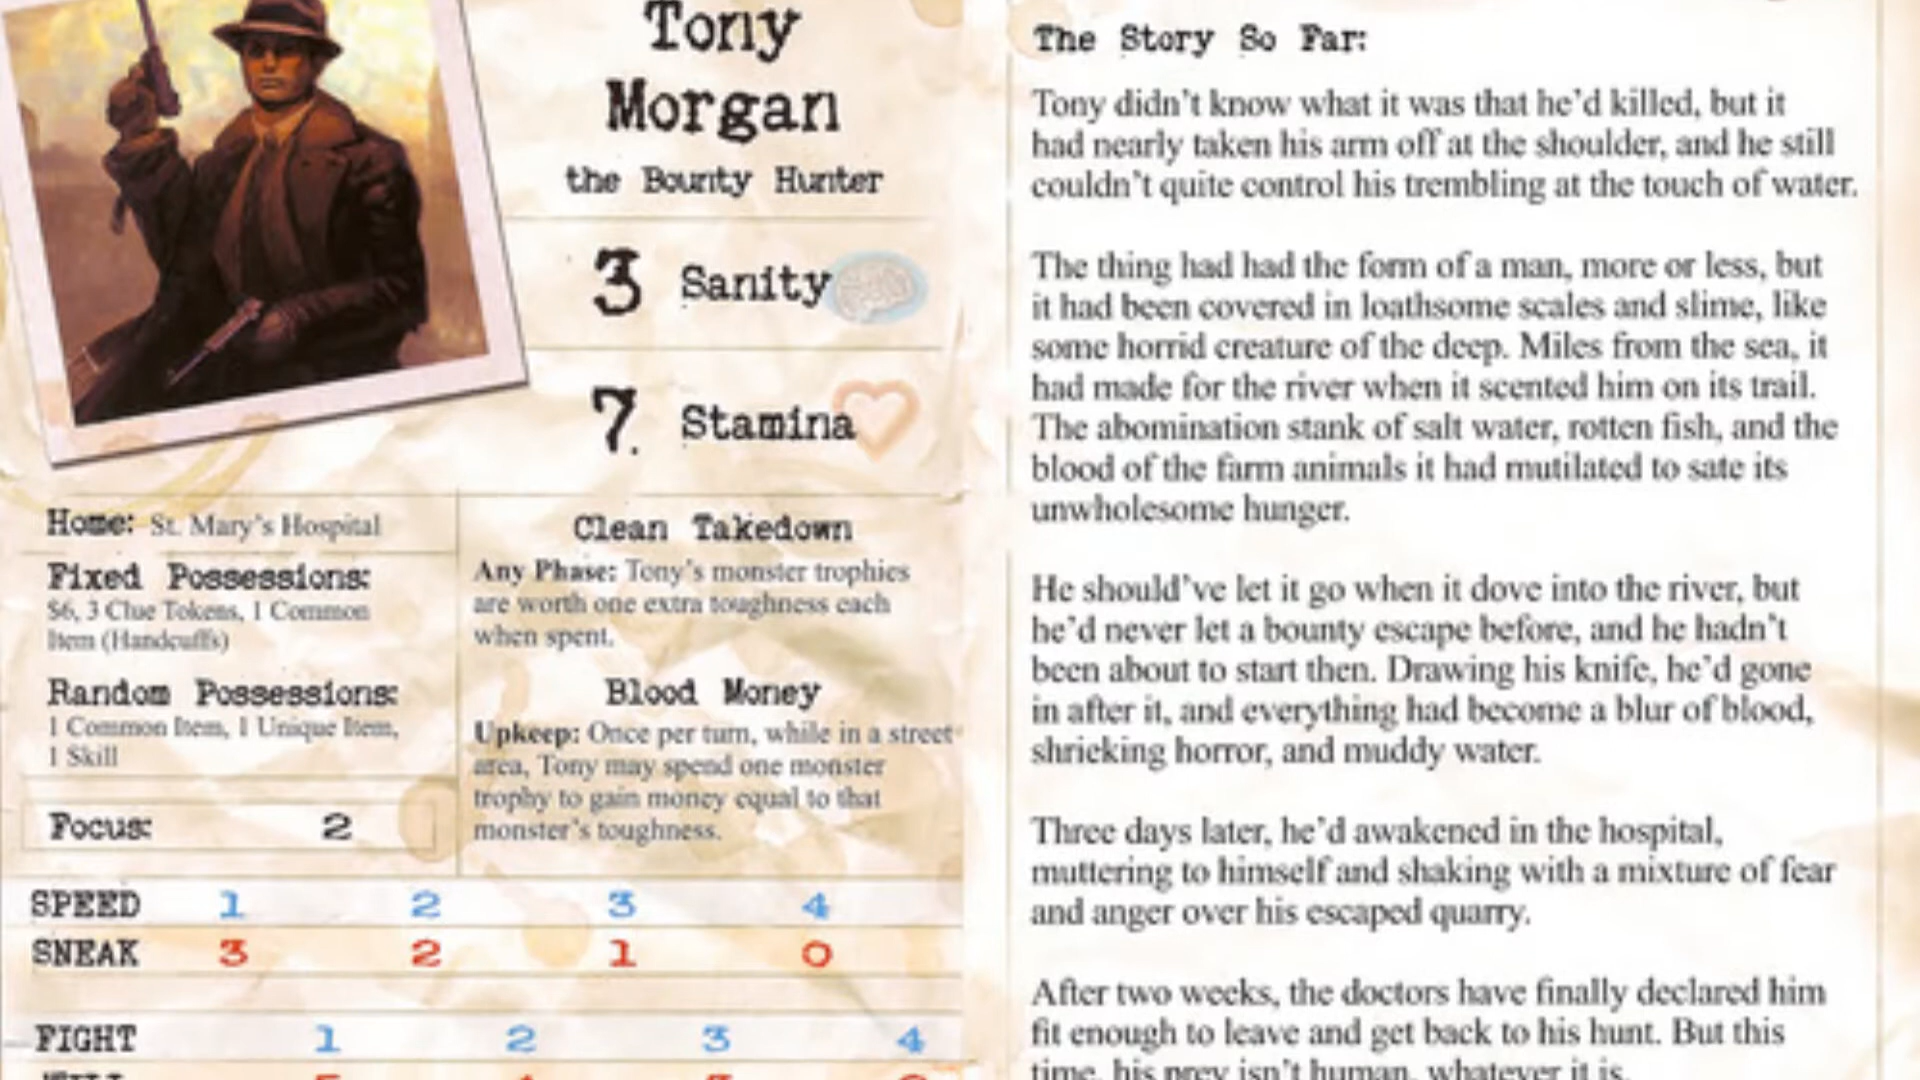 Tony
Morgan
the Bounty Hunter
3 Sanity
7 Stamina
Home: St. Mary's Hospital
Fixed Possessions:
$6, 3 Clue Tokens, 1 Common
Item (Handcuffs)
Random Possessions:
1 Common Item, 1 Unique Item,
1 Skill
Focus: 2
Clean Takedown
Any Phase: Tony's monster trophies
are worth one extra toughness each
when spent.
Blood Money
Upkeep: Once per turn, while in a street
area, Tony may spend one monster
trophy to gain money equal to that
monster's toughness.
SPEED 1 2 3 4
SNEAK 3 2 1 0
FIGHT 1 2 3 4
The Story So Far:
Tony didn't know what it was that he'd killed, but it
had nearly taken his arm off at the shoulder, and he still
couldn't quite control his trembling at the touch of water.
The thing had had the form of a man, more or less, but
it had been covered in loathsome scales and slime, like
some horrid creature of the deep. Miles from the sea, it
had made for the river when it scented him on its trail.
The abomination stank of salt water, rotten fish, and the
blood of the farm animals it had mutilated to sate its
unwholesome hunger.
He should've let it go when it dove into the river, but
he'd never let a bounty escape before, and he hadn't
been about to start then. Drawing his knife, he'd gone
in after it, and everything had become a blur of blood,
shrieking horror, and muddy water.
Three days later, he'd awakened in the hospital,
muttering to himself and shaking with a mixture of fear
and anger over his escaped quarry.
After two weeks, the doctors have finally declared him
fit enough to leave and get back to his hunt. But this
time, his prey isn't human, whatever it is.